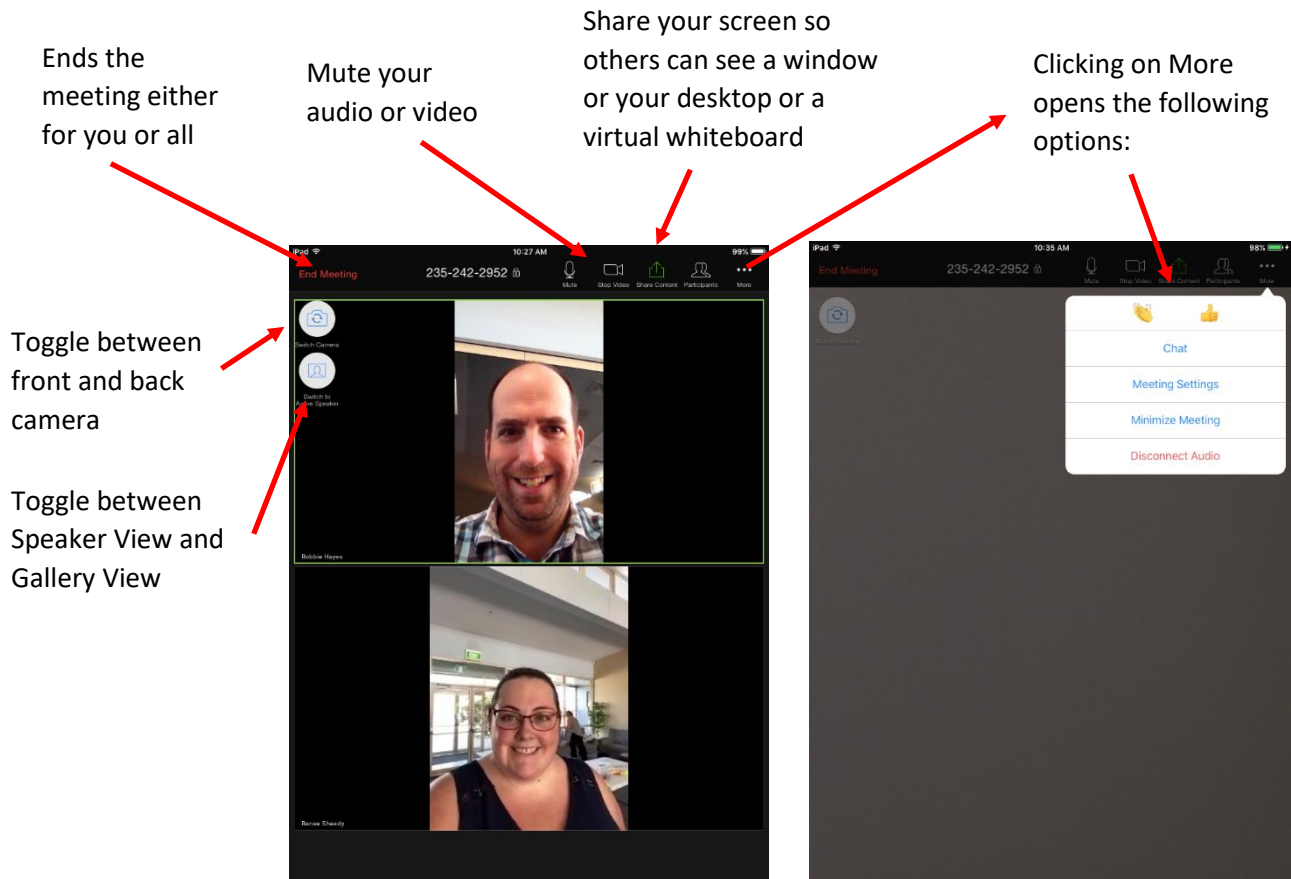 Share your screen so
others can see a window
or your desktop or a
virtual whiteboard
Ends the
meeting either
for you or all
Mute your
audio or video
Clicking on More
opens the following
options:
Toggle between
front and back
camera
Toggle between
Speaker View and
Gallery View
iPad 10:27 AM 99%
End Meeting 235-242-2952 Mute Stop Video Share Content Participants More
Switch Camera
Switch to
Active Speaker
Robbie Hayes
EXIT
Renee Sheedy
iPad 10:35 AM 98%
End Meeting 235-242-2952 Mute Stop Video Share Content Participants More
Switch Camera
Chat
Meeting Settings
Minimize Meeting
Disconnect Audio